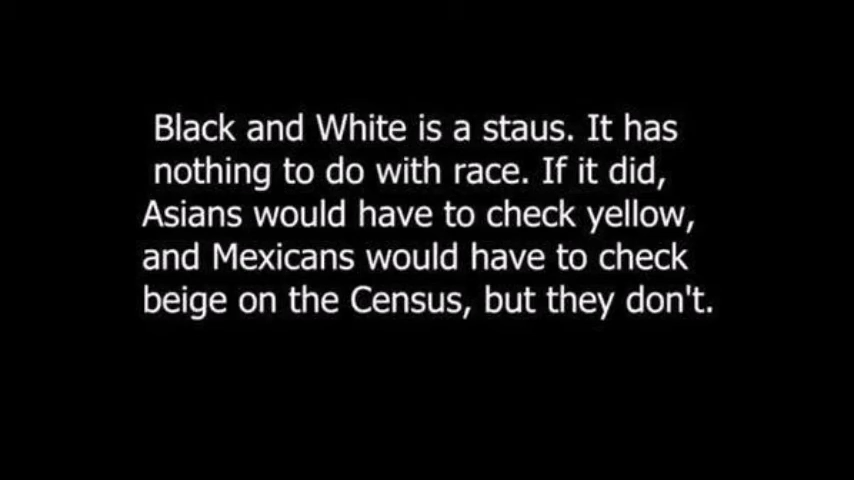 Black and White is a staus. It has
nothing to do with race. If it did,
Asians would have to check yellow,
and Mexicans would have to check
beige on the Census, but they don't.